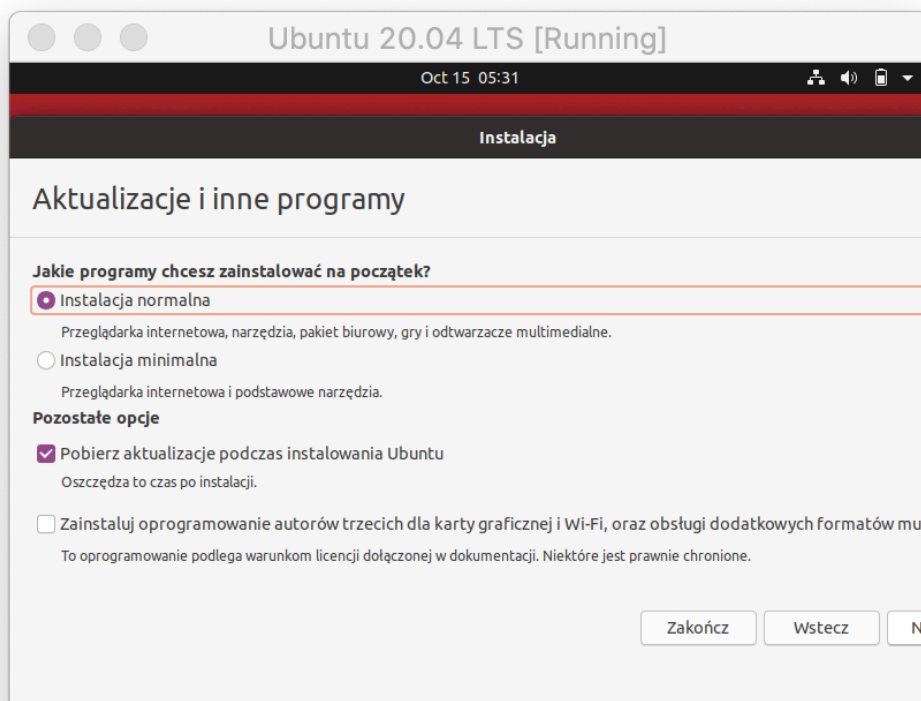 Ubuntu 20.04 LTS [Running]
Oct 15 05:31
Instalacja
Aktualizacje i inne programy
Jakie programy chcesz zainstalować na początek?
Instalacja normalna
Przeglądarka internetowa, narzędzia, pakiet biurowy, gry i odtwarzacze multimedialne.
Instalacja minimalna
Przeglądarka internetowa i podstawowe narzędzia.
Pozostałe opcje
Pobierz aktualizacje podczas instalowania Ubuntu
Oszczędza to czas po instalacji.
Zainstaluj oprogramowanie autorów trzecich dla karty graficznej i Wi-Fi, oraz obsługi dodatkowych formatów
To oprogramowanie podlega warunkom licencji dołączonej w dokumentacji. Niektóre jest prawnie chronione.
Zakończ Wstecz